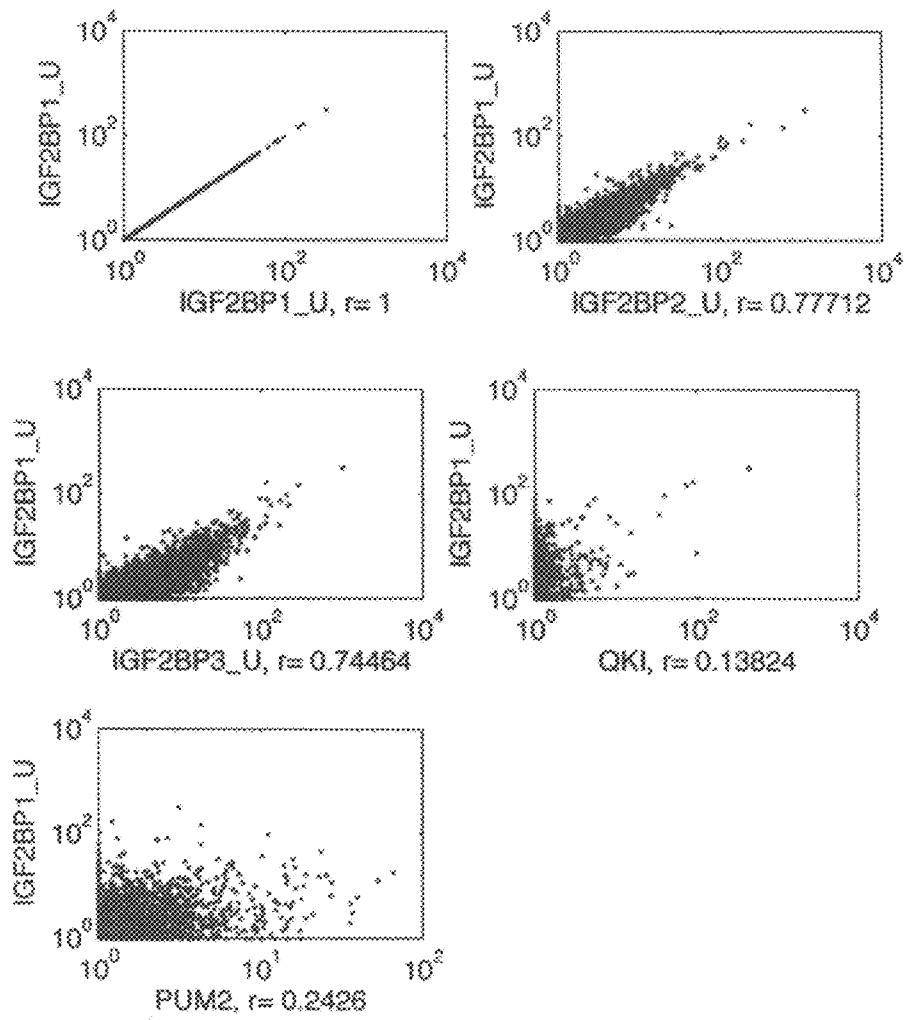 10^4
10^2
10^0
IGF2BP1_U
10^0 10^2 10^4
IGF2BP1_U, r= 1
10^4
10^2
10^0
IGF2BP1_U
10^0 10^2 10^4
IGF2BP2_U, r= 0.77712
10^4
10^2
10^0
IGF2BP1_U
10^0 10^2 10^4
IGF2BP3_U, r= 0.74464
10^4
10^2
10^0
IGF2BP1_U
10^0 10^2 10^4
QKI, r= 0.13824
10^4
10^2
10^0
IGF2BP1_U
10^0 10^1 10^2
PUM2, r= 0.2426